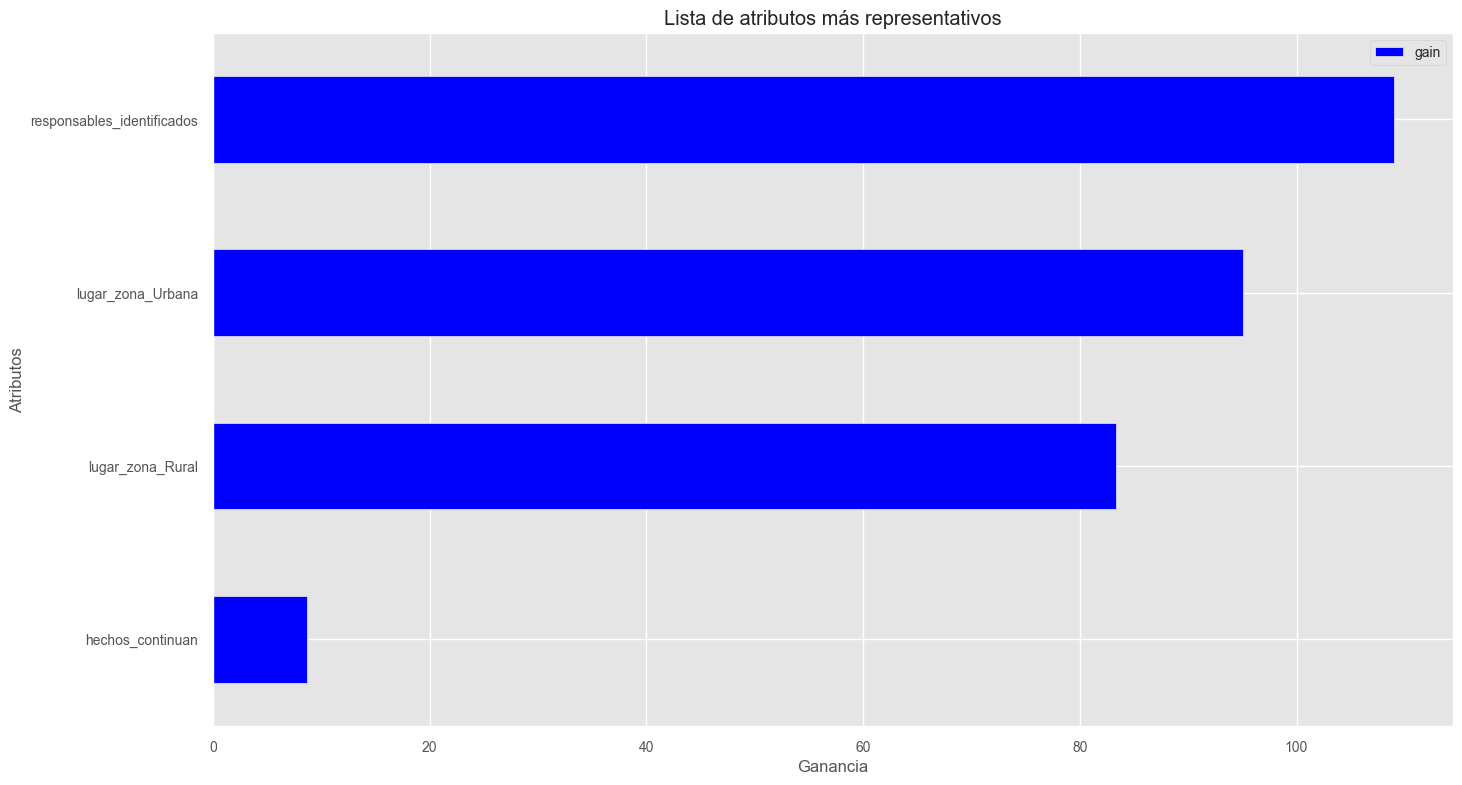 Lista de atributos más representativos
gain
responsables_identificados
lugar_zona_Urbana
lugar_zona_Rural
hechos_continuan
Atributos
0 20 40 60 80 100
Ganancia